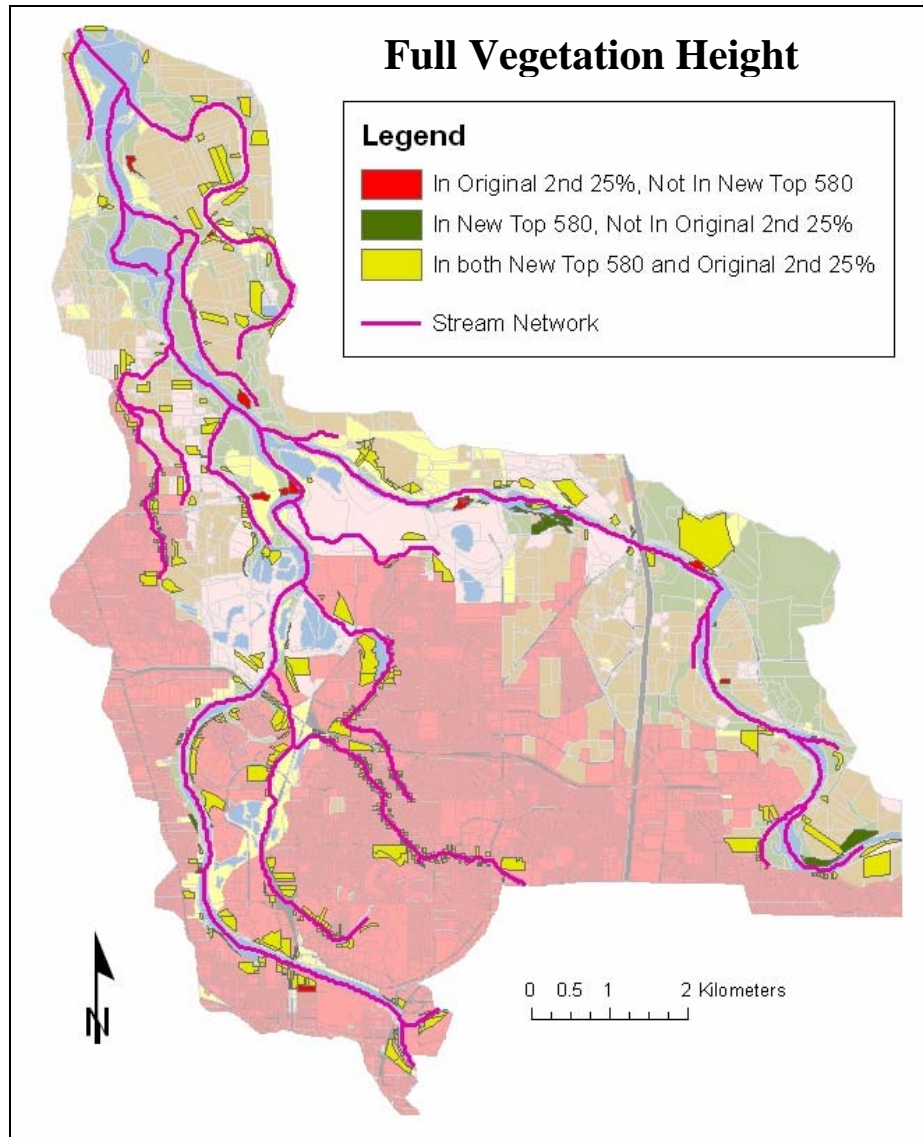 Full Vegetation Height
Legend
In Original 2nd 25%, Not In New Top 580
In New Top 580, Not In Original 2nd 25%
In both New Top 580 and Original 2nd 25%
Stream Network
N
0 0.5 1 2 Kilometers